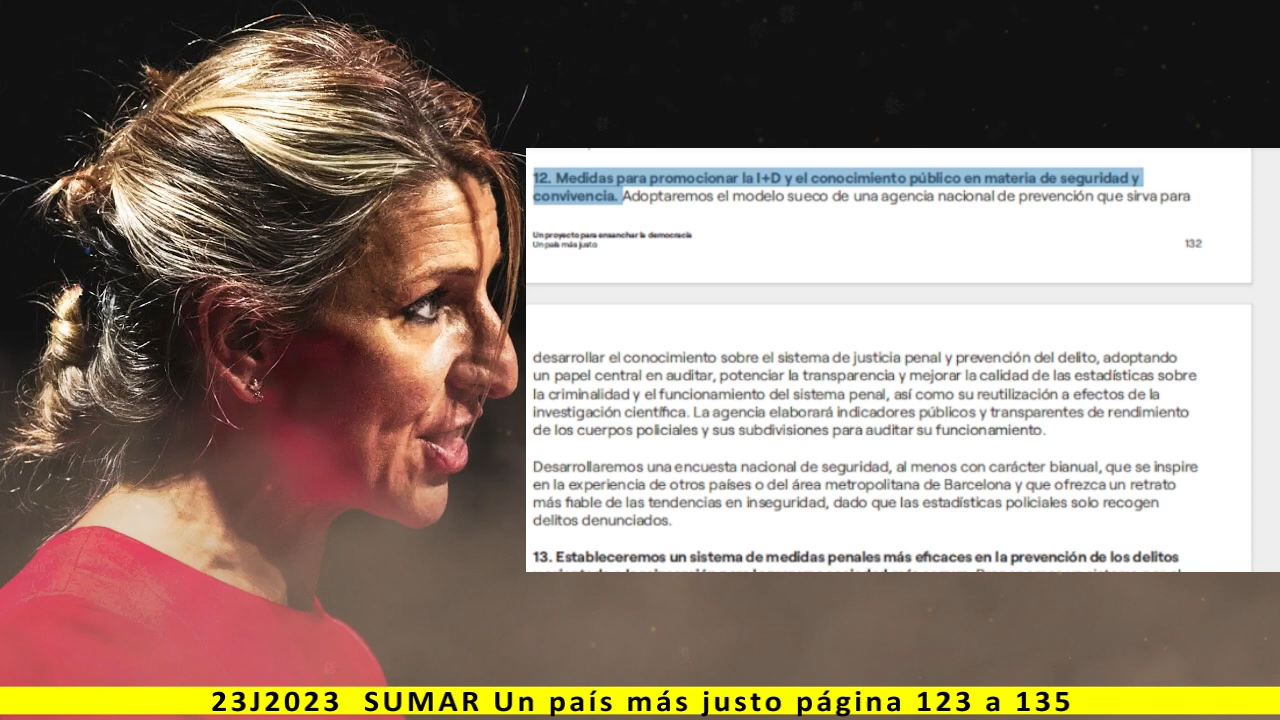 12. Medidas para promocionar la I+D y el conocimiento público en materia de seguridad y
convivencia. Adoptaremos el modelo sueco de una agencia nacional de prevención que sirva para
Un proyecto para ensanchar la democracia
Un país más justo
132
desarrollar el conocimiento sobre el sistema de justicia penal y prevención del delito, adoptando
un papel central en auditar, potenciar la transparencia y mejorar la calidad de las estadísticas sobre
la criminalidad y el funcionamiento del sistema penal, así como su reutilización a efectos de la
investigación científica. La agencia elaborará indicadores públicos y transparentes de rendimiento
de los cuerpos policiales y sus subdivisiones para auditar su funcionamiento.
Desarrollaremos una encuesta nacional de seguridad, al menos con carácter bianual, que se inspire
en la experiencia de otros países o del área metropolitana de Barcelona y que ofrezca un retrato
más fiable de las tendencias en inseguridad, dado que las estadísticas policiales solo recogen
delitos denunciados.
13. Estableceremos un sistema de medidas penales más eficaces en la prevención de los delitos
23J2023 SUMAR Un país más justo página 123 a 135